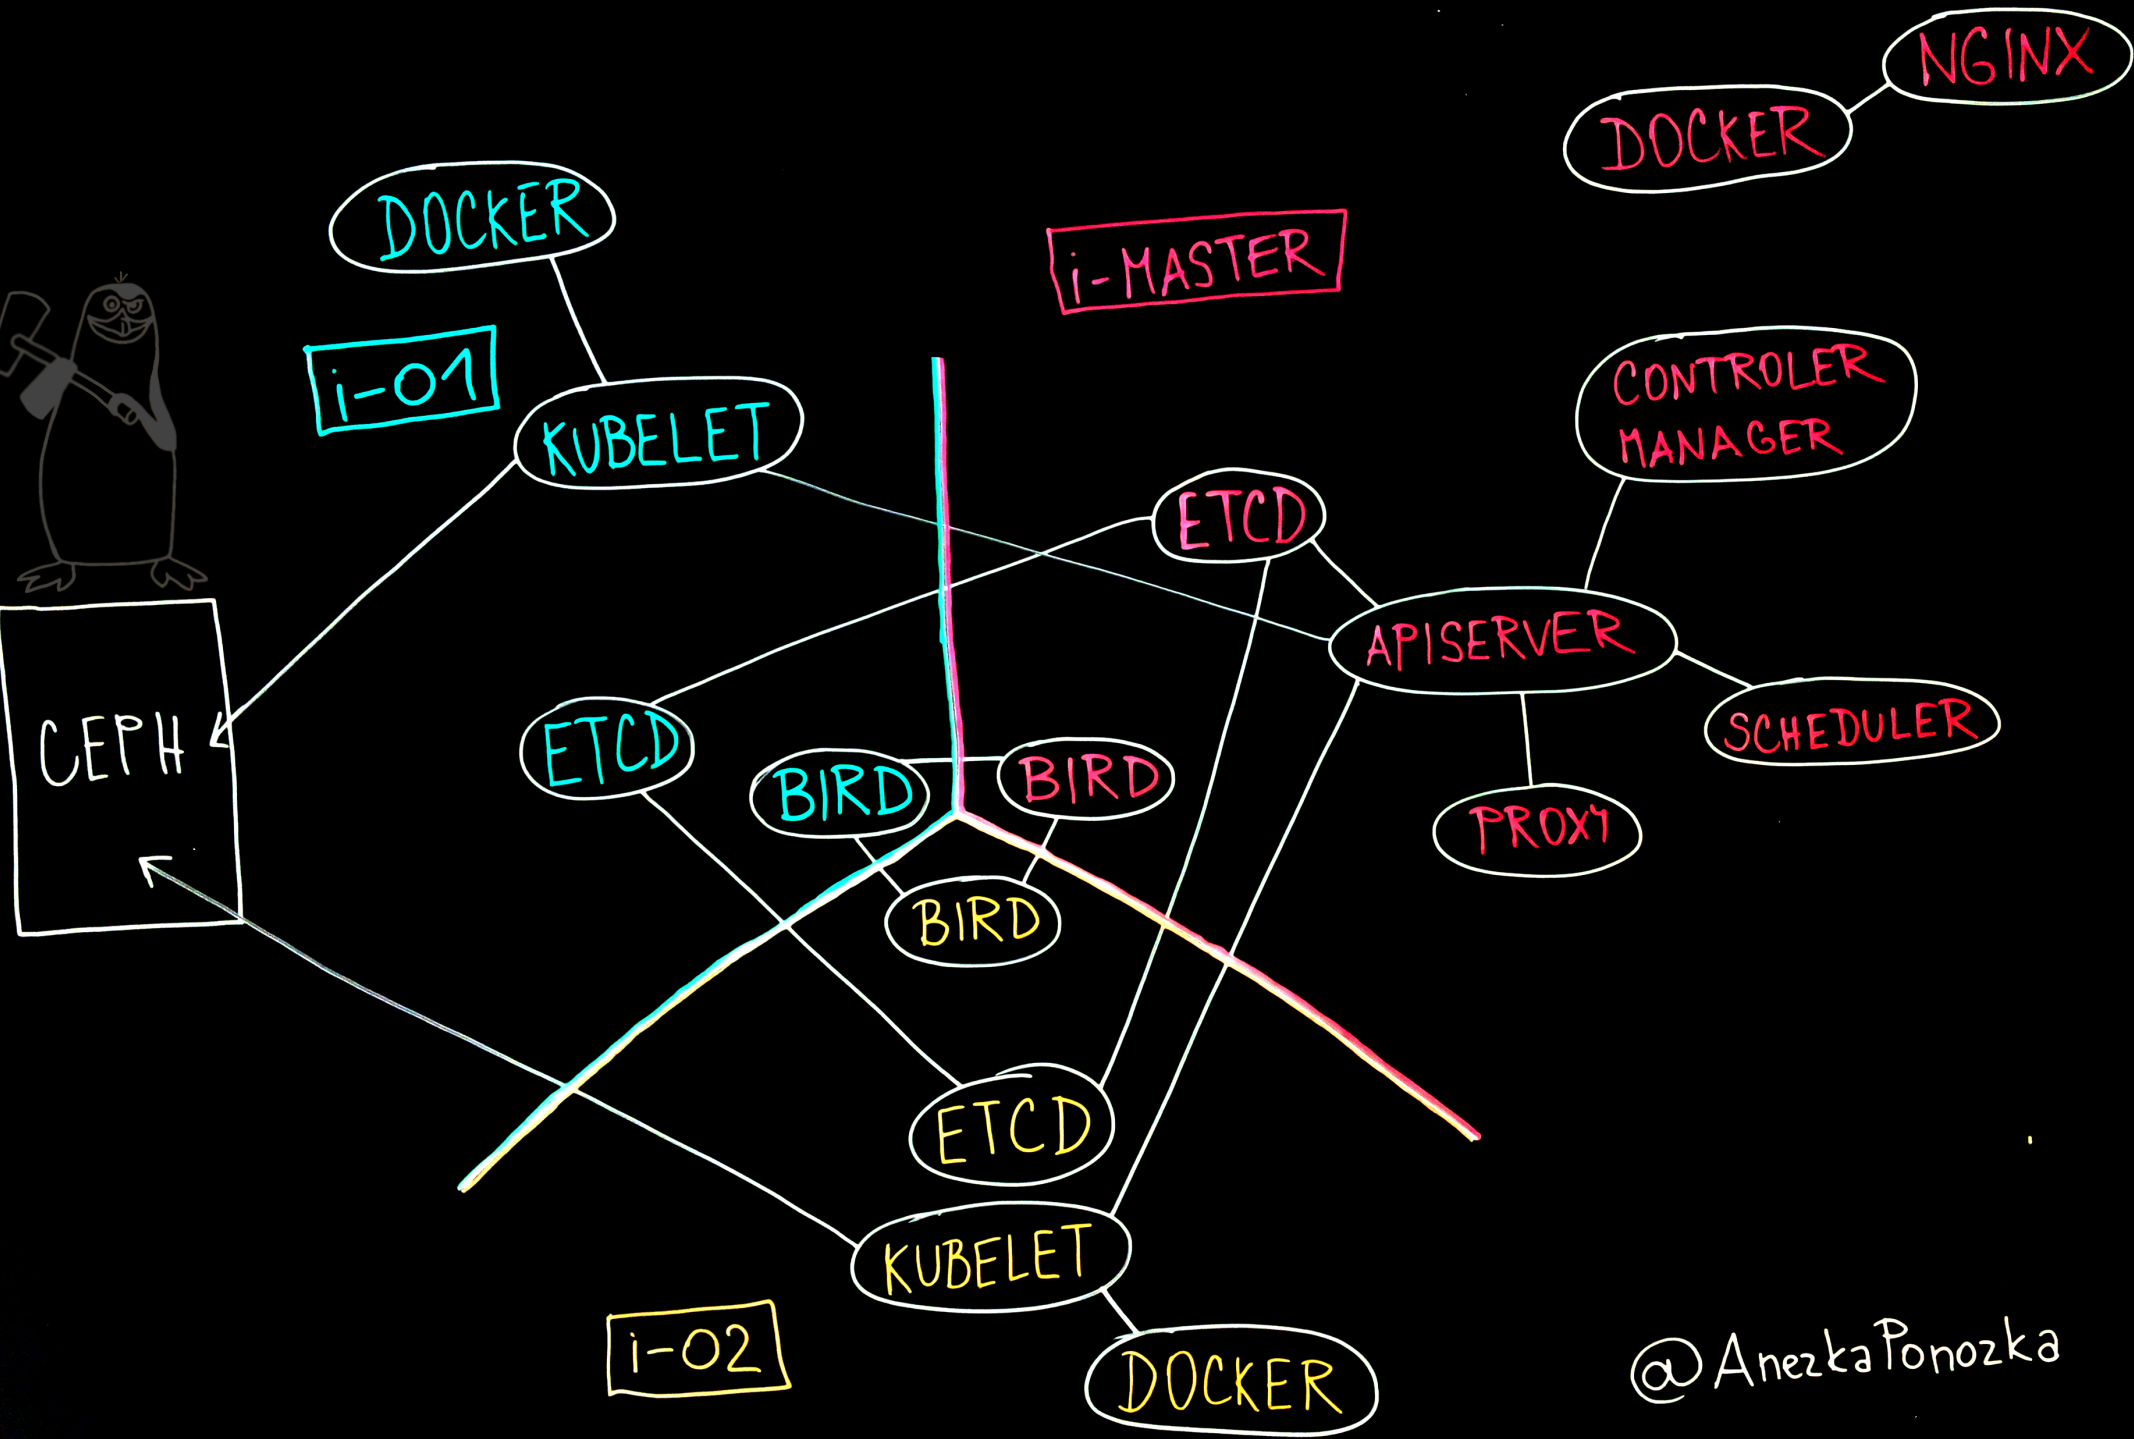 NGINX
DOCKER
DOCKER
i-MASTER
i-01
CONTROLER
MANAGER
KUBELET
ETCD
APISERVER
SCHEDULER
ETCD
CEPH
BIRD
BIRD
PROXY
BIRD
ETCD
KUBELET
i-02
DOCKER
@AnezkaPonozka